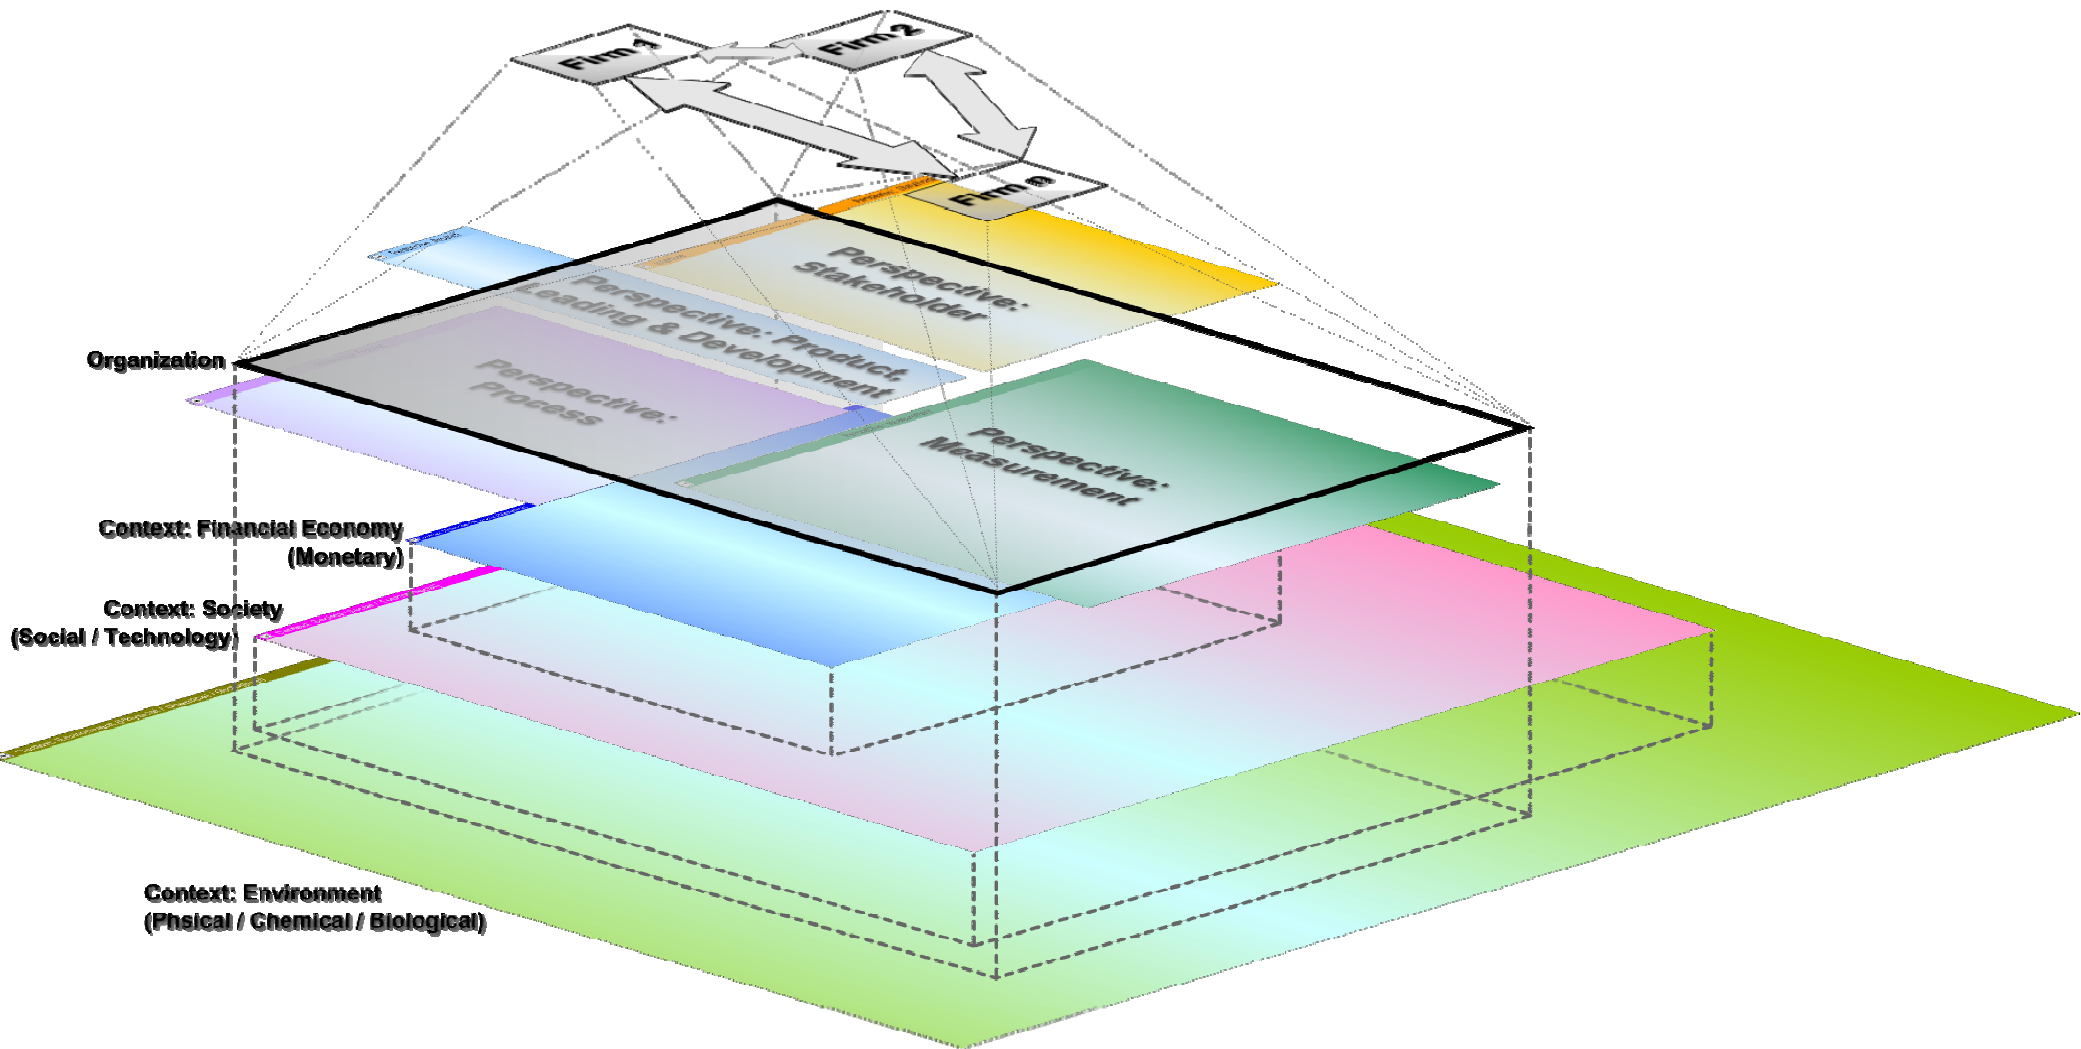 Firm 1
Firm 2
Firm n
Perspective:
Stakeholder
Perspective: Product,
Leading & Development
Perspective:
Process
Perspective:
Measurement
Organization
Context: Financial Economy
(Monetary)
Context: Society
(Social / Technology)
Context: Environment
(Phsical / Chemical / Biological)